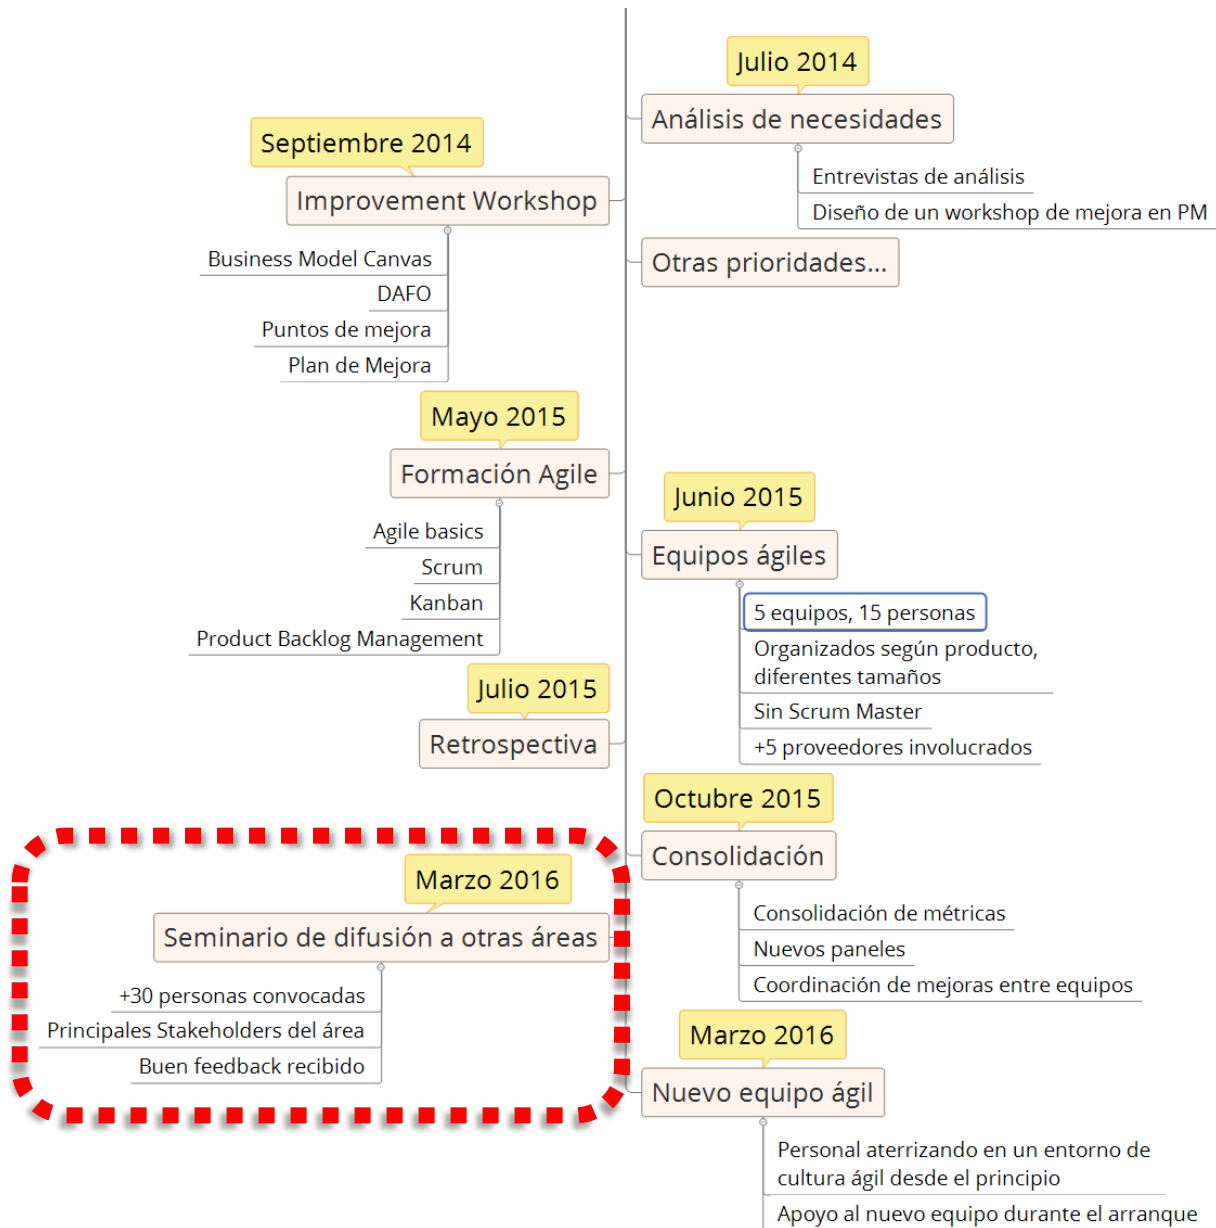 Julio 2014
Análisis de necesidades
Entrevistas de análisis
Diseño de un workshop de mejora en PM
Septiembre 2014
Improvement Workshop
Business Model Canvas
DAFO
Puntos de mejora
Plan de Mejora
Otras prioridades...
Mayo 2015
Formación Agile
Agile basics
Scrum
Kanban
Product Backlog Management
Junio 2015
Equipos ágiles
5 equipos, 15 personas
Organizados según producto,
diferentes tamaños
Sin Scrum Master
+5 proveedores involucrados
Julio 2015
Retrospectiva
Octubre 2015
Consolidación
Consolidación de métricas
Nuevos paneles
Coordinación de mejoras entre equipos
Marzo 2016
Seminario de difusión a otras áreas
+30 personas convocadas
Principales Stakeholders del área
Buen feedback recibido
Marzo 2016
Nuevo equipo ágil
Personal aterrizando en un entorno de
cultura ágil desde el principio
Apoyo al nuevo equipo durante el arranque